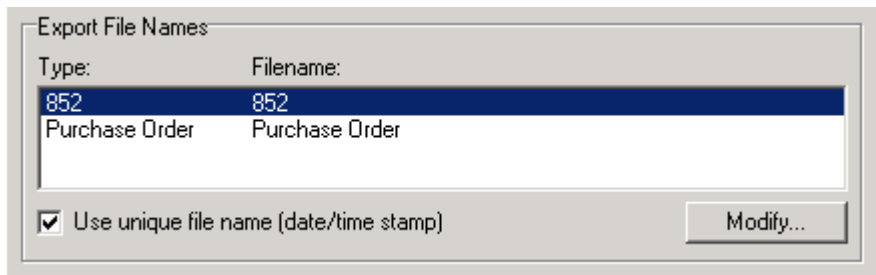 Export File Names
Type: Filename:
852 852
Purchase Order Purchase Order
Use unique file name (date/time stamp) Modify...